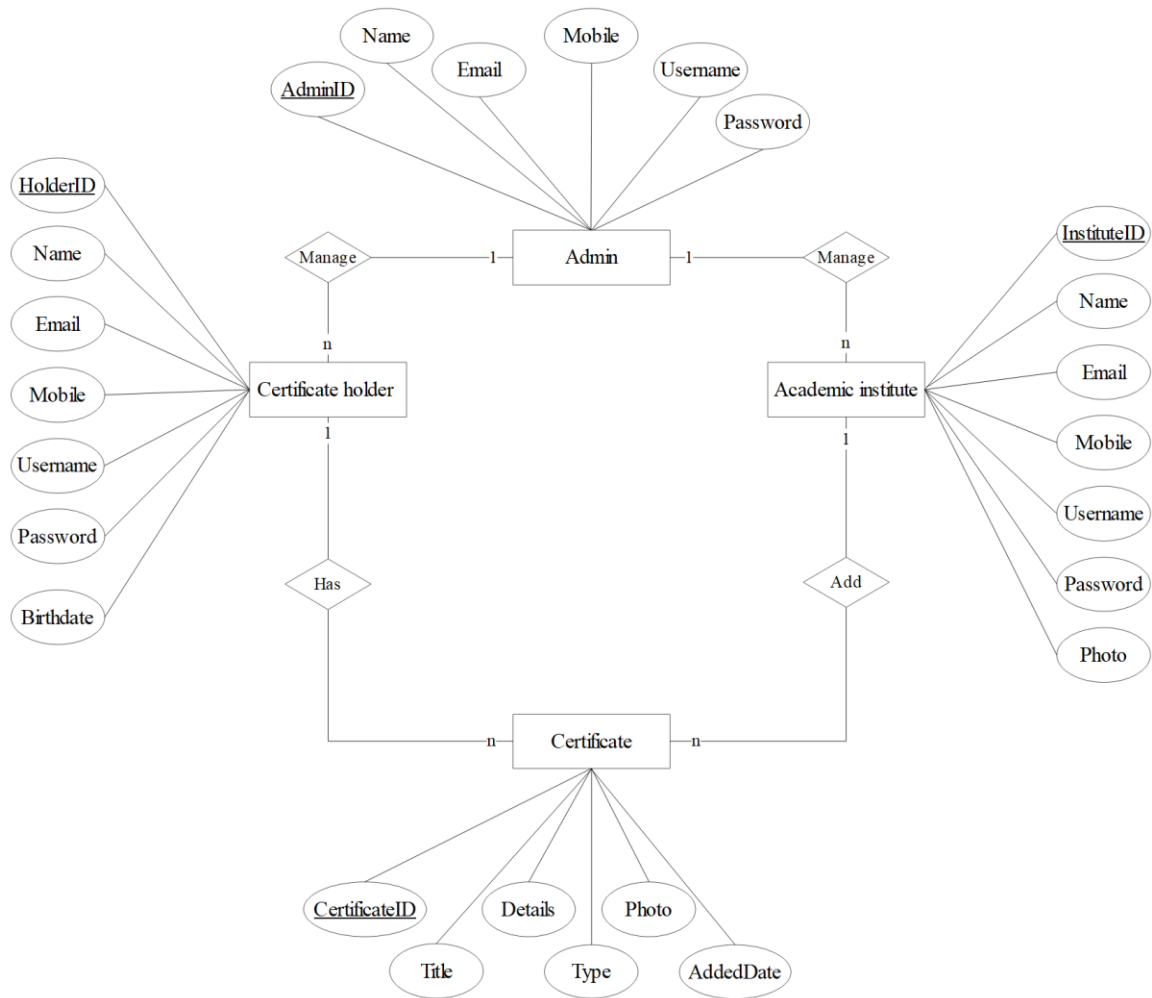 Name
Mobile
Email
Username
AdminID
Password
HolderID
InstituteID
Name
Manage
1
Admin
1
Manage
Name
Email
n
n
Email
Mobile
Certificate holder
Academic institute
1
1
Mobile
Username
Username
Password
Has
Add
Password
Birthdate
Photo
n
Certificate
n
CertificateID
Details
Photo
Title
Type
AddedDate